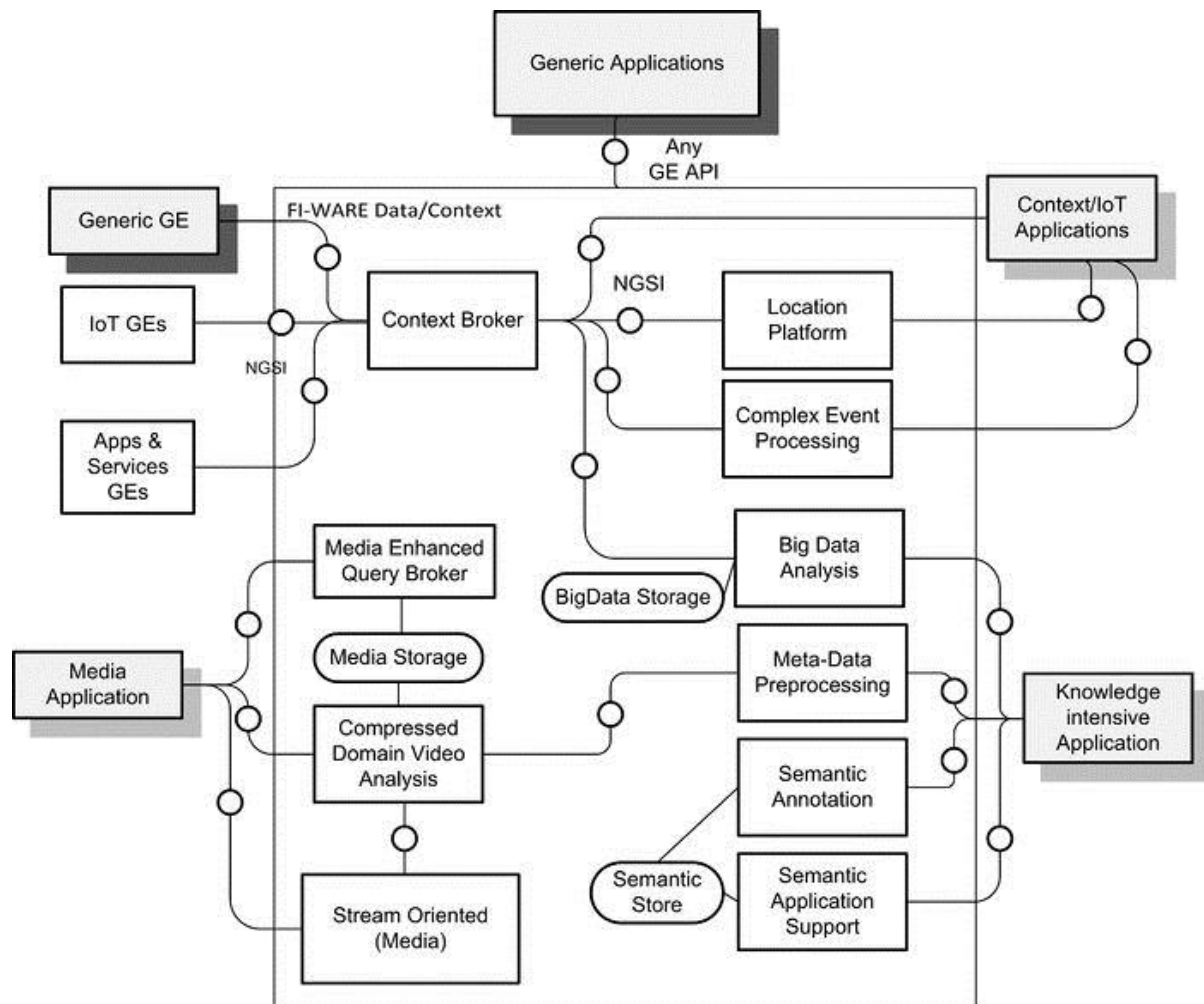 Generic Applications
Any
GE API
Generic GE
FI-WARE Data/Context
Context/IoT
Applications
IoT GEs
NGSI
Context Broker
NGSI
Location
Platform
Apps &
Services
GEs
Complex Event
Processing
Media Enhanced
Query Broker
Big Data
Analysis
BigData Storage
Media Storage
Media
Application
Meta-Data
Preprocessing
Knowledge
intensive
Application
Compressed
Domain Video
Analysis
Semantic
Annotation
Semantic
Store
Semantic
Application
Support
Stream Oriented
(Media)